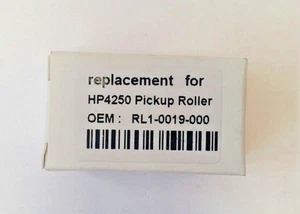 replacement for
HP4250 Pickup Roller
OEM : RL1-0019-000